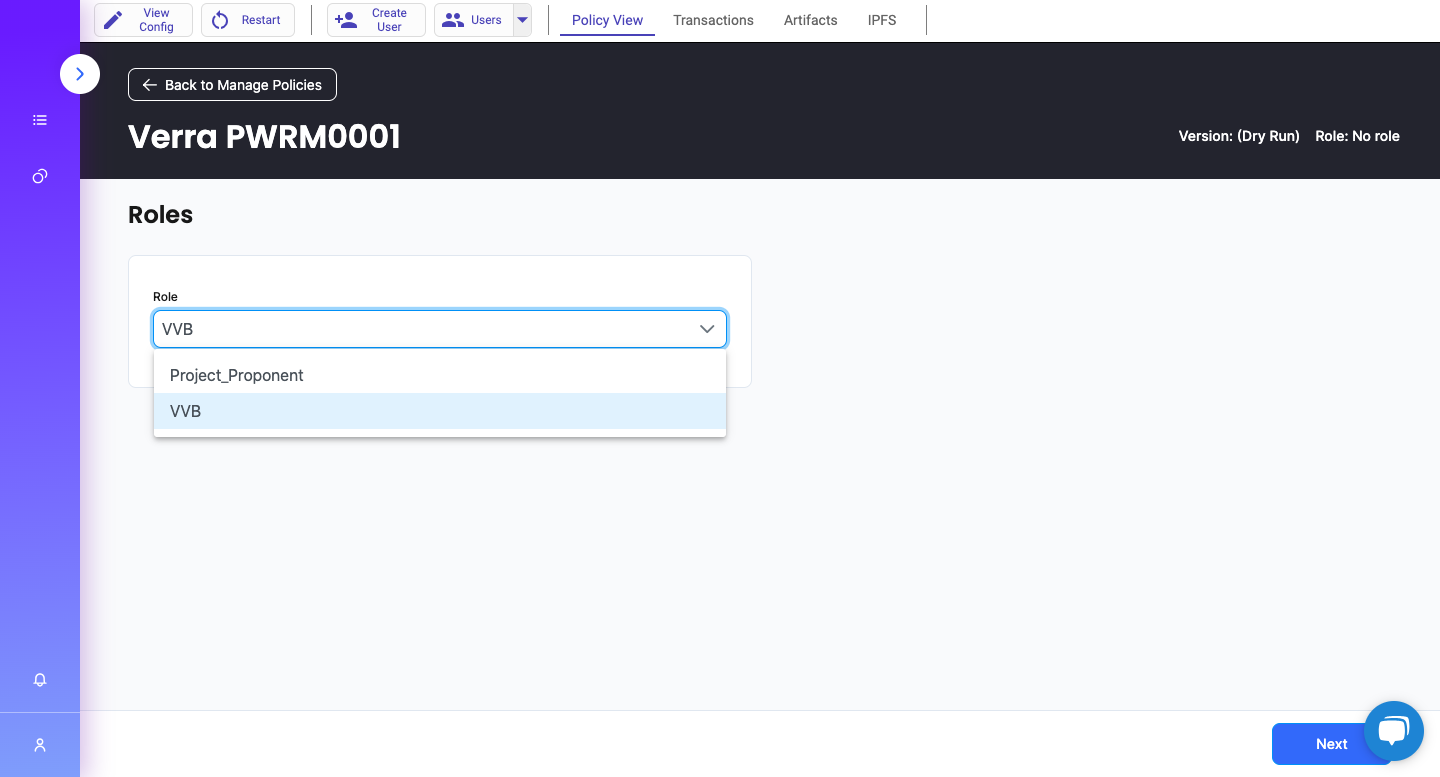 View
Config
Restart
Create
User
Users
Policy View
Transactions
Artifacts
IPFS
Back to Manage Policies
Verra PWRM0001
Version: (Dry Run)
Role: No role
Roles
Role
VVB
Project_Proponent
VVB
Next